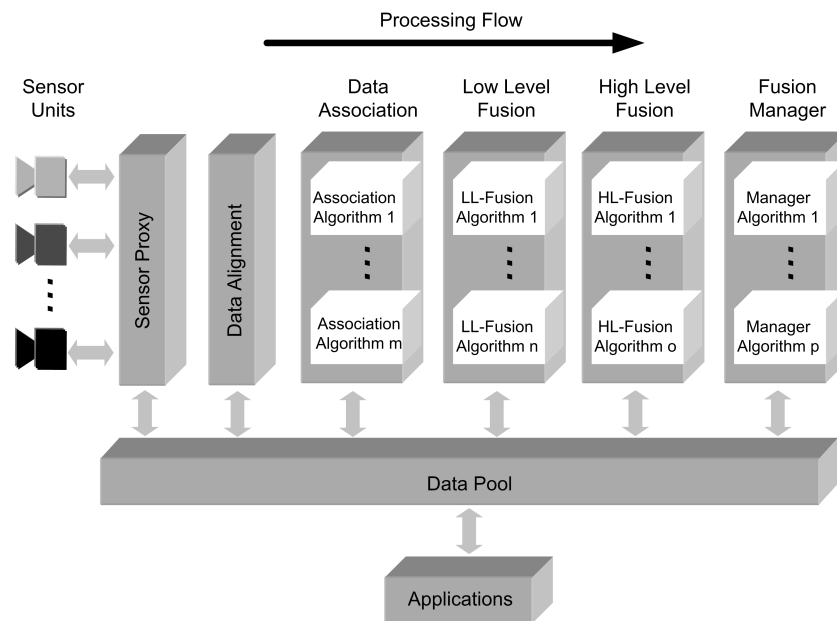 Processing Flow
Sensor
Units
Data
Association
Low Level
Fusion
High Level
Fusion
Fusion
Manager
Sensor Proxy
Data Alignment
Association
Algorithm 1
LL-Fusion
Algorithm 1
HL-Fusion
Algorithm 1
Manager
Algorithm 1
Association
Algorithm m
LL-Fusion
Algorithm n
HL-Fusion
Algorithm o
Manager
Algorithm p
Data Pool
Applications